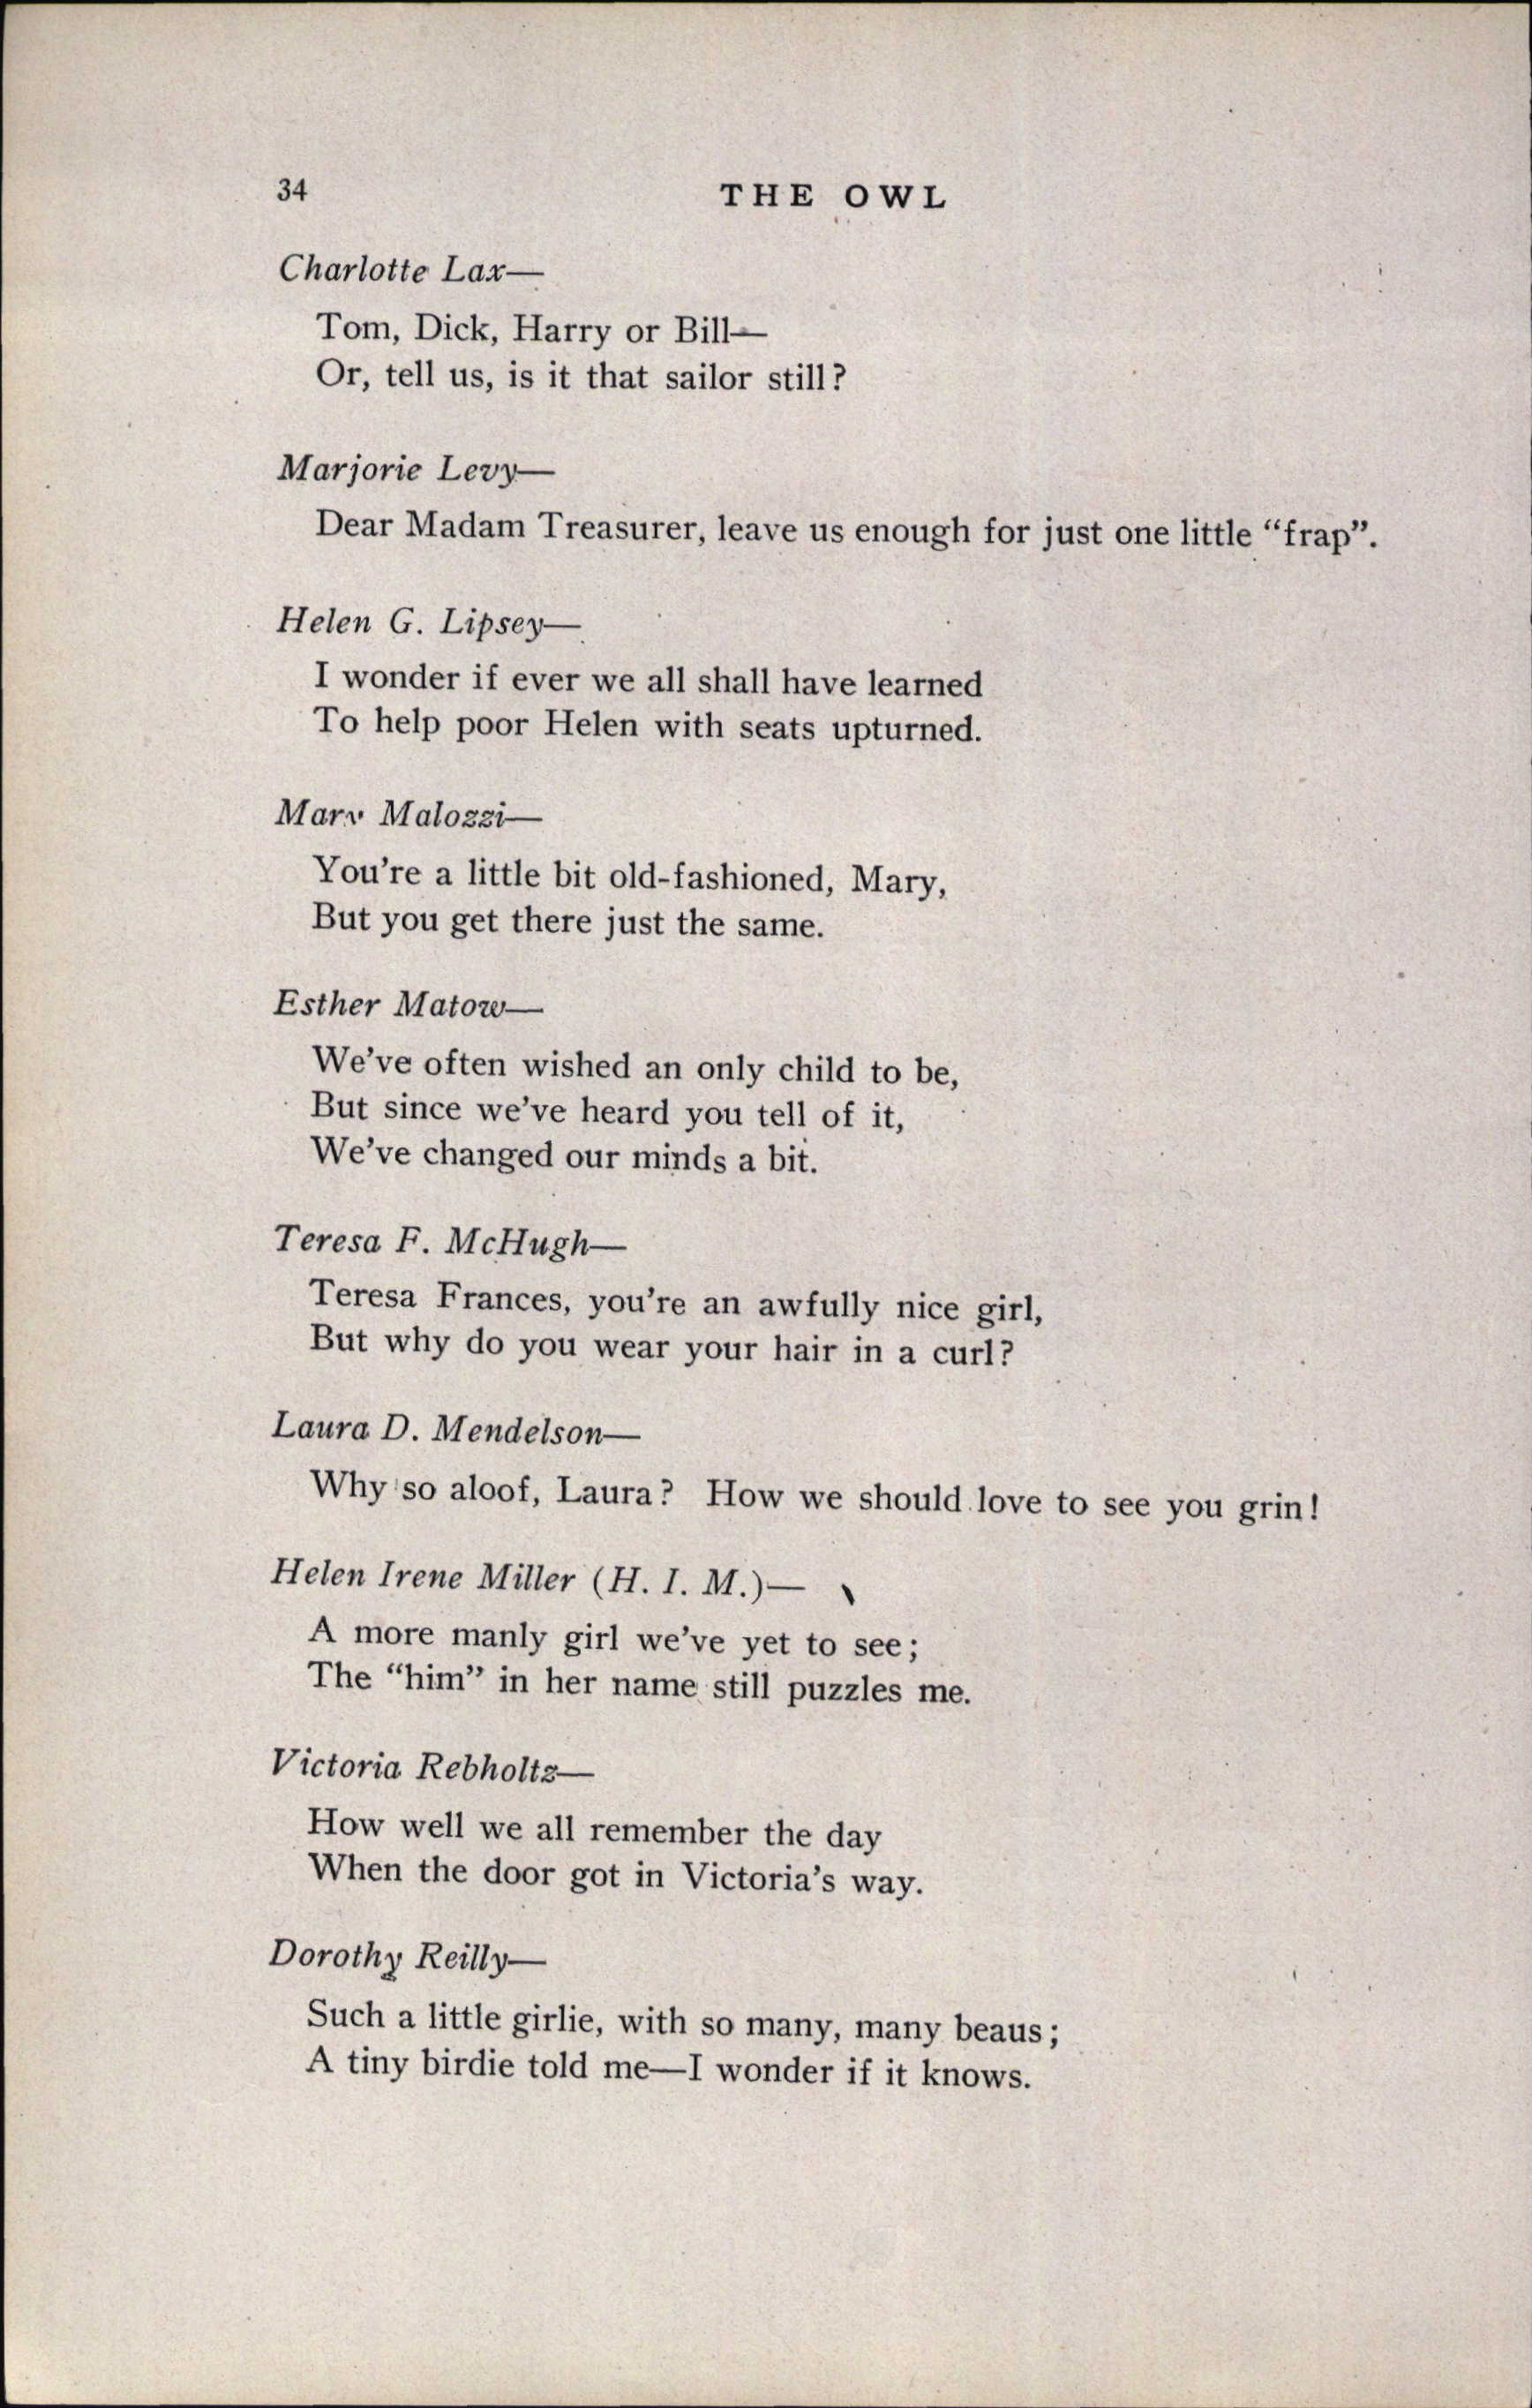 34
THE OWL
Charlotte Lax—
Tom, Dick, Harry or Bill—
Or, tell us, is it that sailor still?
Marjorie Levy—
Dear Madam Treasurer, leave us enough for just one little “frap”.
Helen G. Lipsey—
I wonder if ever we all shall have learned
To help poor Helen with seats upturned.
Mary Malozzi—
You’re a little bit old-fashioned, Mary,
But you get there just the same.
Esther Matow—
We’ve often wished an only child to be,
But since we’ve heard you tell of it,
We’ve changed our minds a bit.
Teresa F. McHugh—
Teresa Frances, you’re an awfully nice girl,
But why do you wear your hair in a curl?
Laura D. Mendelson—
Why so aloof, Laura? How we should love to see you grin!
Helen Irene Miller (H. I. M.)—
A more manly girl we’ve yet to see;
The “him” in her name still puzzles me.
Victoria Rebholtz—
How well we all remember the day
When the door got in Victoria’s way.
Dorothy Reilly—
Such a little girlie, with so many, many beaus;
A tiny birdie told me—I wonder if it knows.